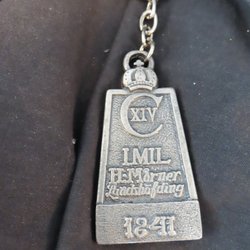 C XIV
1.MIL
H: Mörner
Landshöfding
1841